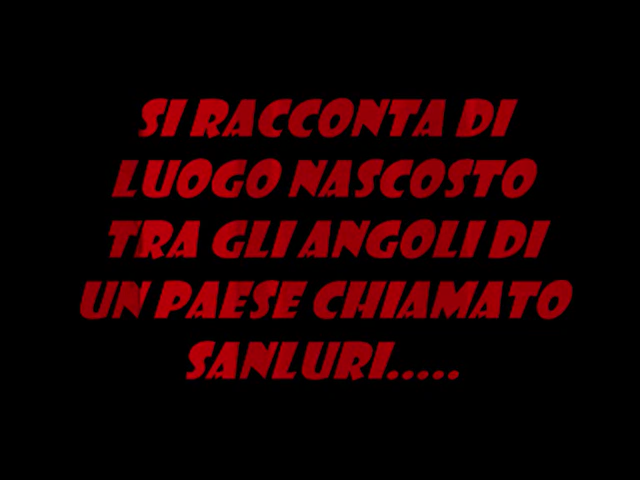 SI RACCONTA DI
LUOGO NASCOSTO
TRA GLI ANGOLI DI
UN PAESE CHIAMATO
SANLURI.....